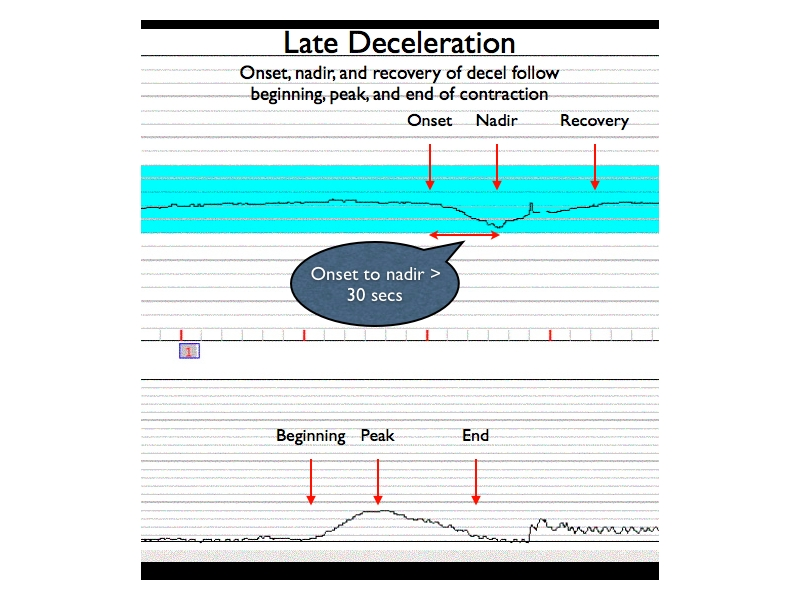 Late Deceleration
Onset, nadir, and recovery of decel follow
beginning, peak, and end of contraction
Onset Nadir Recovery
Onset to nadir >
30 secs
1
Beginning Peak End